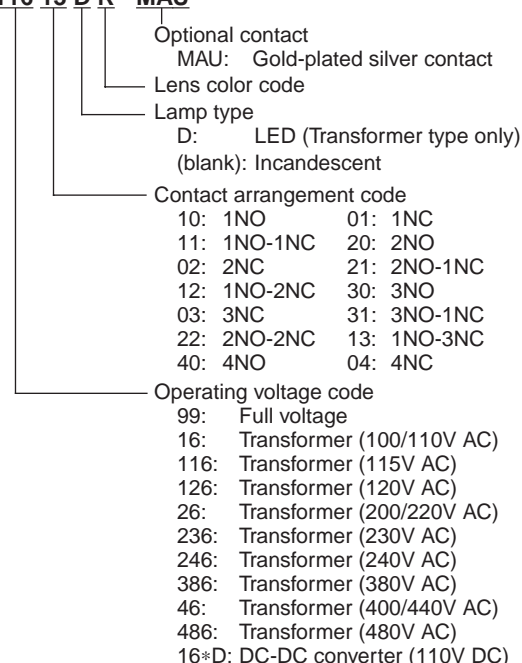 116 13 D R - MAU
Optional contact
MAU: Gold-plated silver contact
Lens color code
Lamp type
D: LED (Transformer type only)
(blank): Incandescent
Contact arrangement code
10: 1NO 01: 1NC
11: 1NO-1NC 20: 2NO
02: 2NC 21: 2NO-1NC
12: 1NO-2NC 30: 3NO
03: 3NC 31: 3NO-1NC
22: 2NO-2NC 13: 1NO-3NC
40: 4NO 04: 4NC
Operating voltage code
99: Full voltage
16: Transformer (100/110V AC)
116: Transformer (115V AC)
126: Transformer (120V AC)
26: Transformer (200/220V AC)
236: Transformer (230V AC)
246: Transformer (240V AC)
386: Transformer (380V AC)
46: Transformer (400/440V AC)
486: Transformer (480V AC)
16*D: DC-DC converter (110V DC)